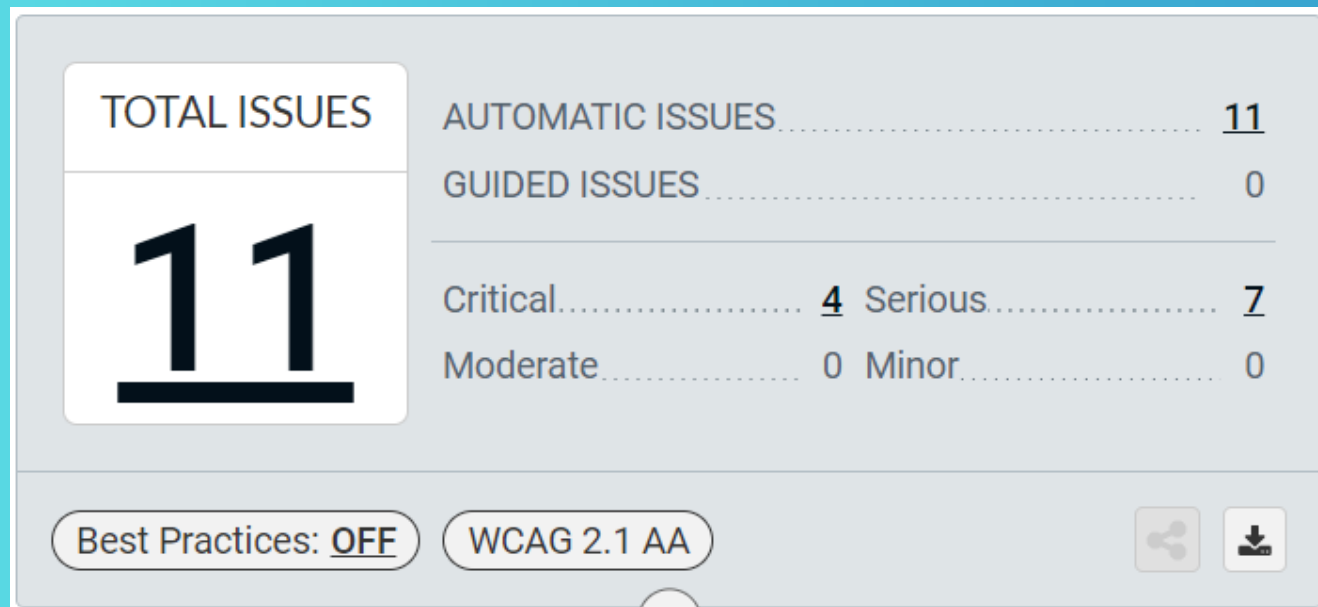 TOTAL ISSUES
11
AUTOMATIC ISSUES 11
GUIDED ISSUES 0
Critical 4 Serious 7
Moderate 0 Minor 0
Best Practices: OFF WCAG 2.1 AA